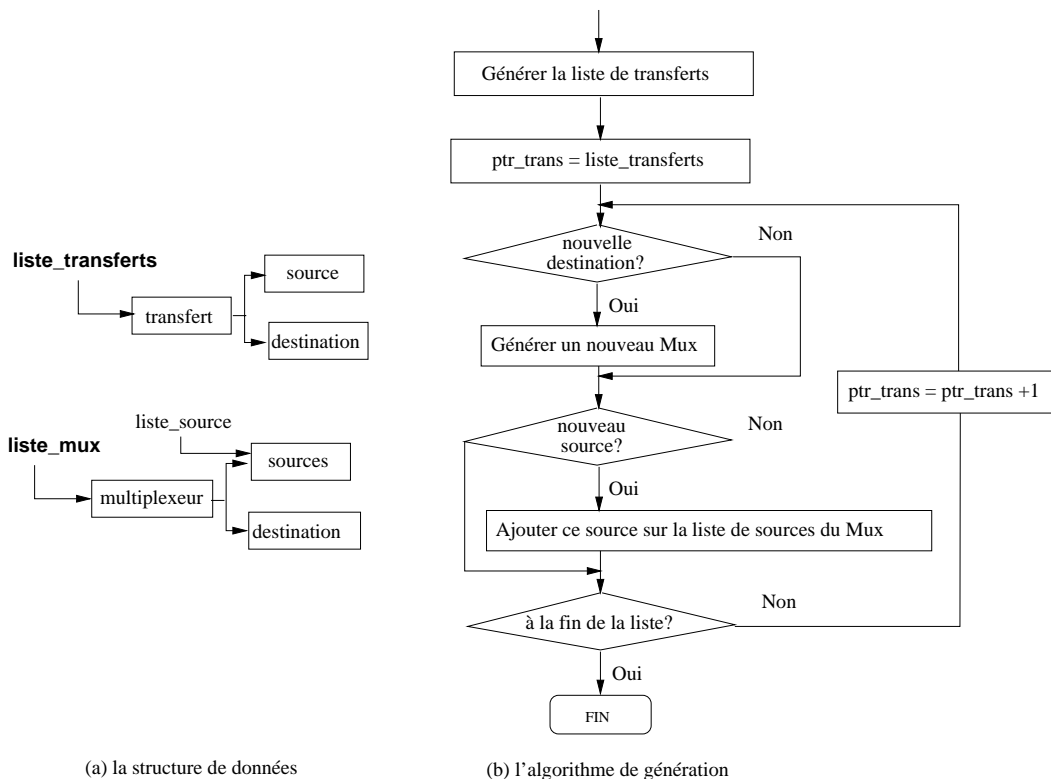 Générer la liste de transferts
ptr_trans = liste_transferts
nouvelle
destination?
Non
Oui
Générer un nouveau Mux
ptr_trans = ptr_trans +1
nouveau
source?
Non
Oui
Ajouter ce source sur la liste de sources du Mux
à la fin de la liste?
Non
Oui
FIN
liste_transferts
source
transfert
destination
liste_source
liste_mux
sources
multiplexeur
destination
(a) la structure de données
(b) l'algorithme de génération